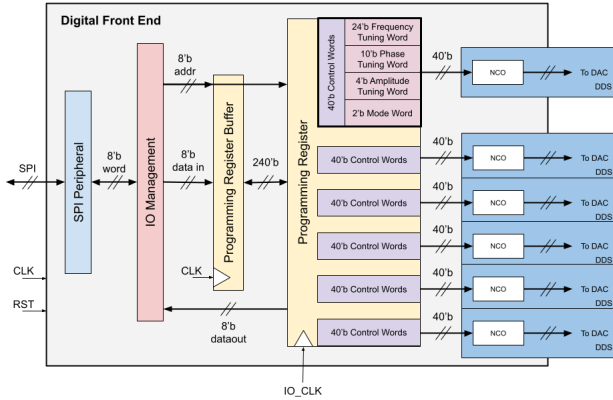 Digital Front End
SPI
CLK
RST
SPI Peripheral
8'b
word
IO Management
8'b
addr
8'b
data in
Programming Register Buffer
CLK
240'b
8'b
dataout
Programming Register
IO_CLK
40'b Control Words
24'b Frequency
Tuning Word
10'b Phase
Tuning Word
4'b Amplitude
Tuning Word
2'b Mode Word
40'b
NCO
To DAC
DDS
40'b Control Words
40'b
NCO
To DAC
DDS
40'b Control Words
40'b
NCO
To DAC
DDS
40'b Control Words
40'b
NCO
To DAC
DDS
40'b Control Words
40'b
NCO
To DAC
DDS
40'b Control Words
40'b
NCO
To DAC
DDS